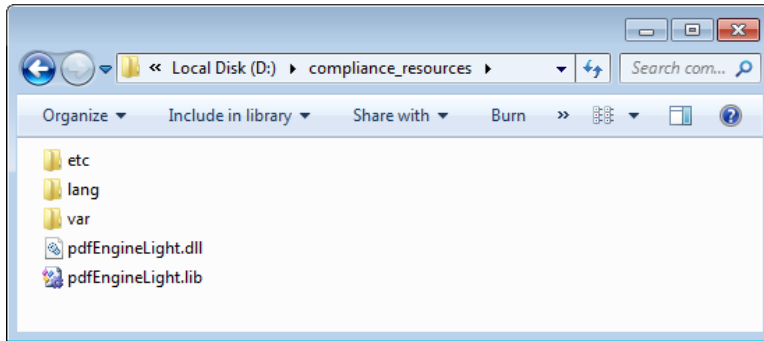 « Local Disk (D:) ▸ compliance_resources ▸ Search com...
Organize ▾ Include in library ▾ Share with ▾ Burn »
etc
lang
var
pdfEngineLight.dll
pdfEngineLight.lib